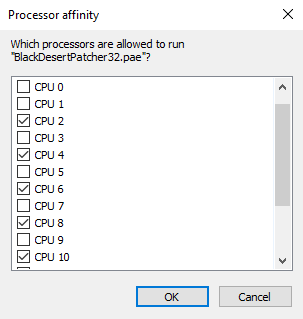 Processor affinity
Which processors are allowed to run
"BlackDesertPatcher32.pae"?
CPU 0
CPU 1
CPU 2
CPU 3
CPU 4
CPU 5
CPU 6
CPU 7
CPU 8
CPU 9
CPU 10
OK
Cancel